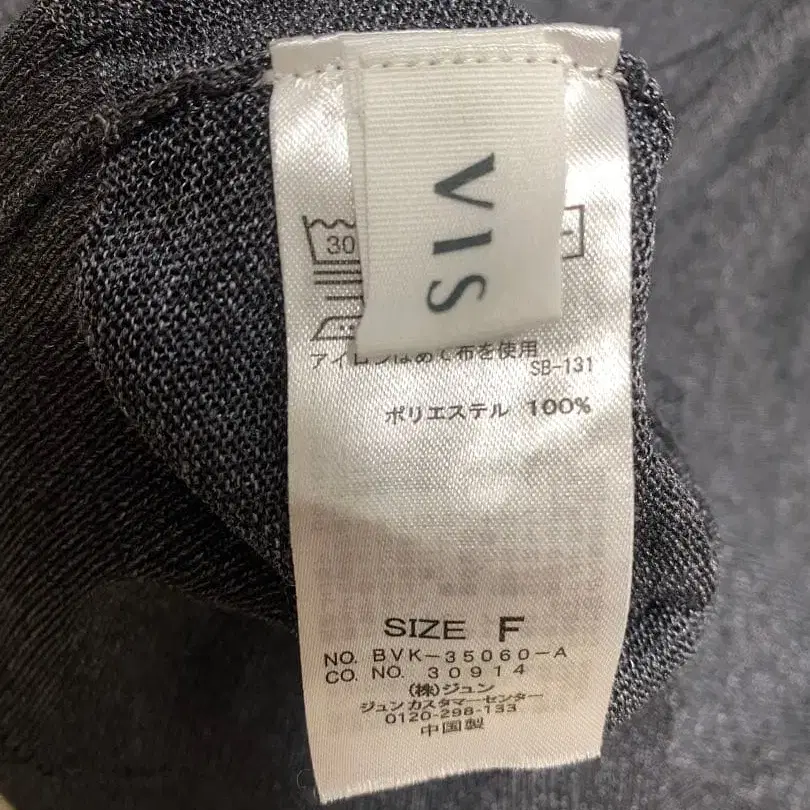 VIS
30
アイロンはあて布を使用
SB-131
ポリエステル 100%
SIZE F
NO. BVK-35060-A
CO. NO. 30914
(株)ジュン
ジュンカスタマーセンター
0120-298-133
中国製